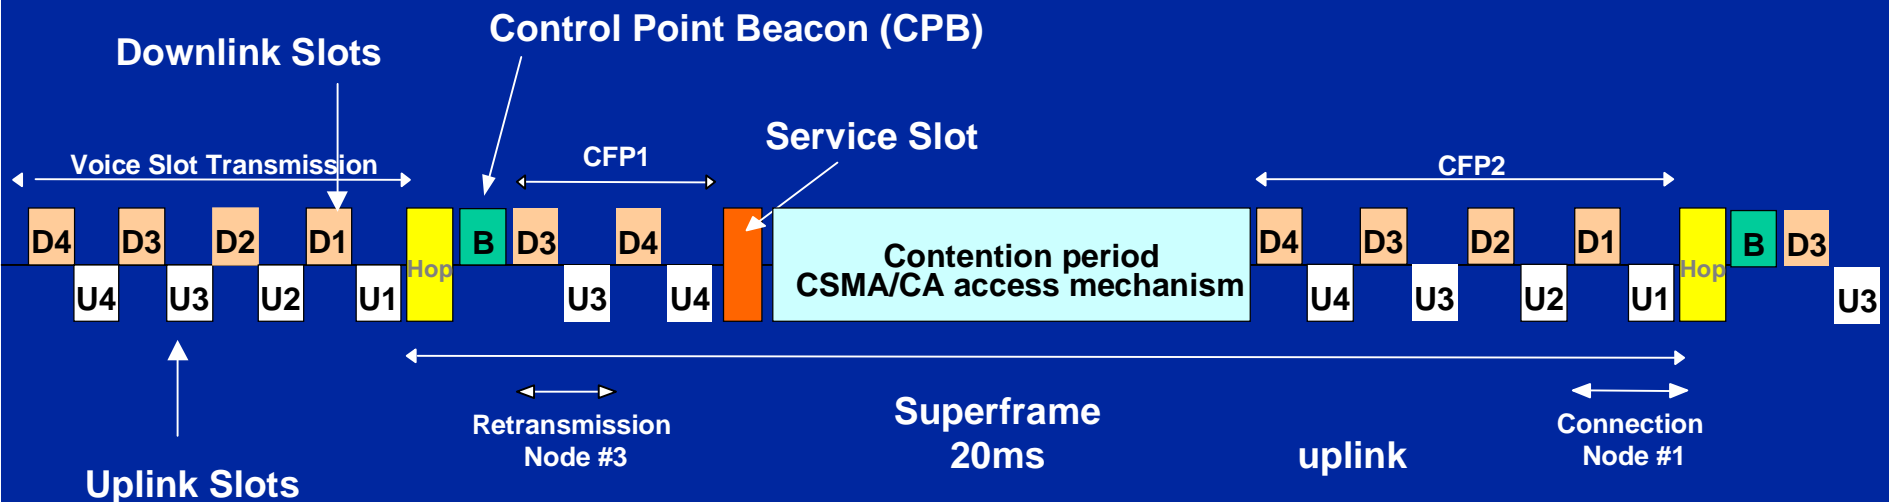 Control Point Beacon (CPB)
Downlink Slots
Service Slot
Voice Slot Transmission
CFP1
CFP2
D4 D3 D2 D1 Hop B D3 D4 D4 D3 D2 D1 Hop B D3
Contention period
CSMA/CA access mechanism
U4 U3 U2 U1 U3 U4 U4 U3 U2 U1 U3
Superframe
20ms
Retransmission
Node #3
uplink
Connection
Node #1
Uplink Slots